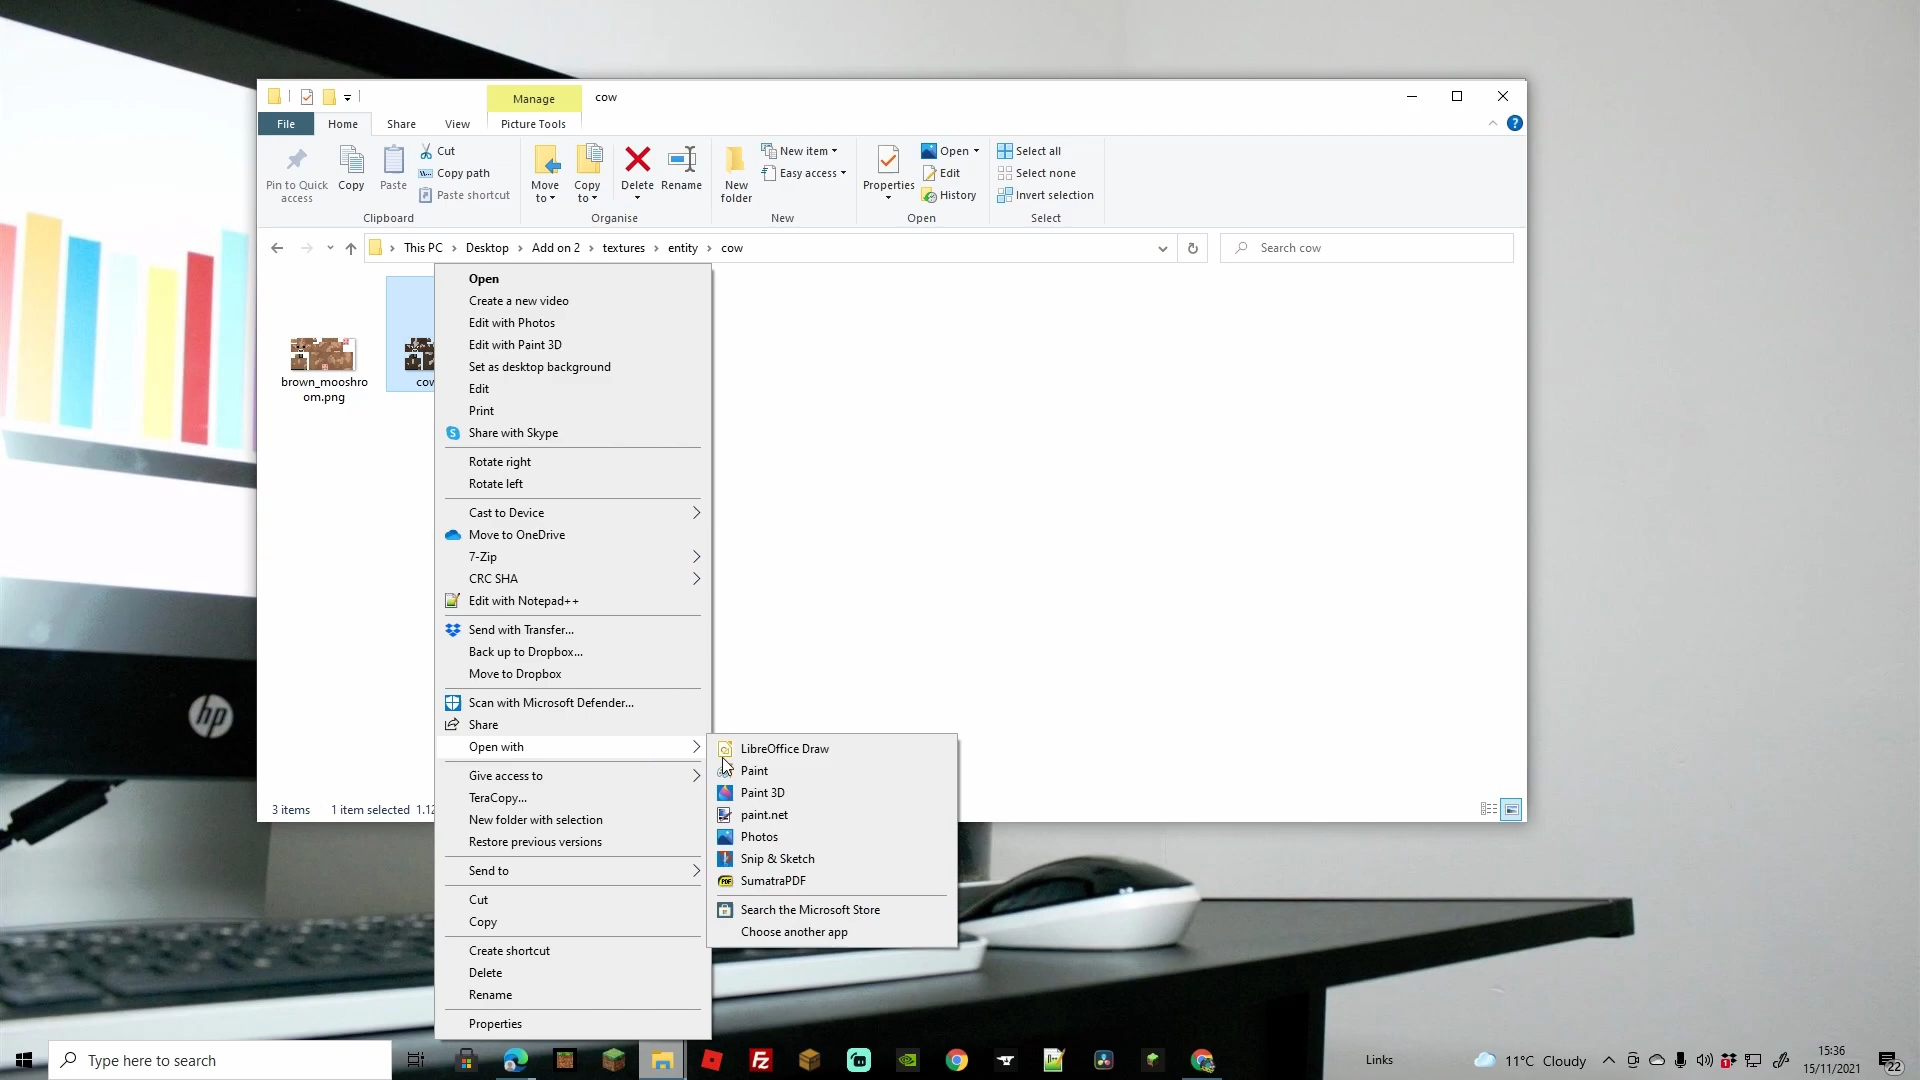 Manage
cow
File
Home
Share
View
Picture Tools
Pin to Quick
access
Copy
Paste
Cut
Copy path
Paste shortcut
Clipboard
Move
to
Copy
to
Delete
Rename
Organise
New
folder
New item
Easy access
New
Properties
Open
Edit
History
Open
Select all
Select none
Invert selection
Select
This PC
Desktop
Add on 2
textures
entity
cow
Search cow
brown_mooshro
om.png
cow
Open
Create a new video
Edit with Photos
Edit with Paint 3D
Set as desktop background
Edit
Print
Share with Skype
Rotate right
Rotate left
Cast to Device
Move to OneDrive
7-Zip
CRC SHA
Edit with Notepad++
Send with Transfer...
Back up to Dropbox...
Move to Dropbox
Scan with Microsoft Defender...
Share
Open with
Give access to
TeraCopy...
New folder with selection
Restore previous versions
Send to
Cut
Copy
Create shortcut
Delete
Rename
Properties
LibreOffice Draw
Paint
Paint 3D
paint.net
Photos
Snip & Sketch
SumatraPDF
Search the Microsoft Store
Choose another app
3 items
1 item selected
hp
Type here to search
Links
11°C Cloudy
15:36
15/11/2021
22